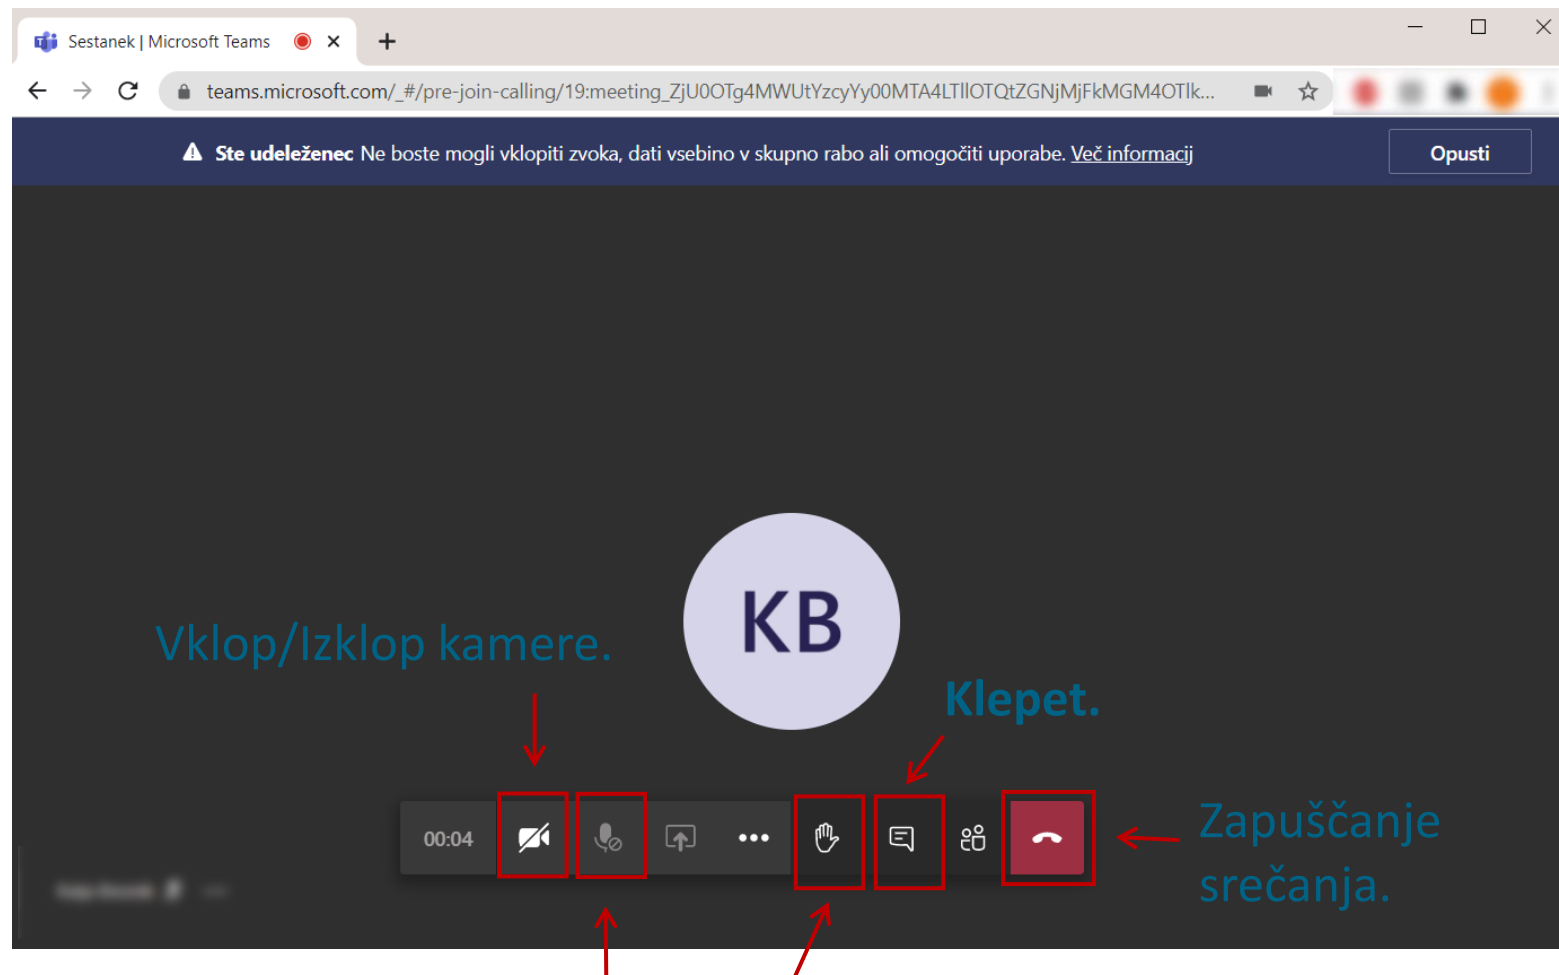 Sestanek | Microsoft Teams
teams.microsoft.com/_#/pre-join-calling/19:meeting_ZjU0OTg4MWUtYzcyYy00MTA4LTllOTQtZGNjMjFkMGM4OTlk...
Ste udeleženec Ne boste mogli vklopiti zvoka, dati vsebino v skupno rabo ali omogočiti uporabe. Več informacij
Opusti
KB
Vklop/Izklop kamere.
Klepet.
00:04
Zapuščanje
srečanja.